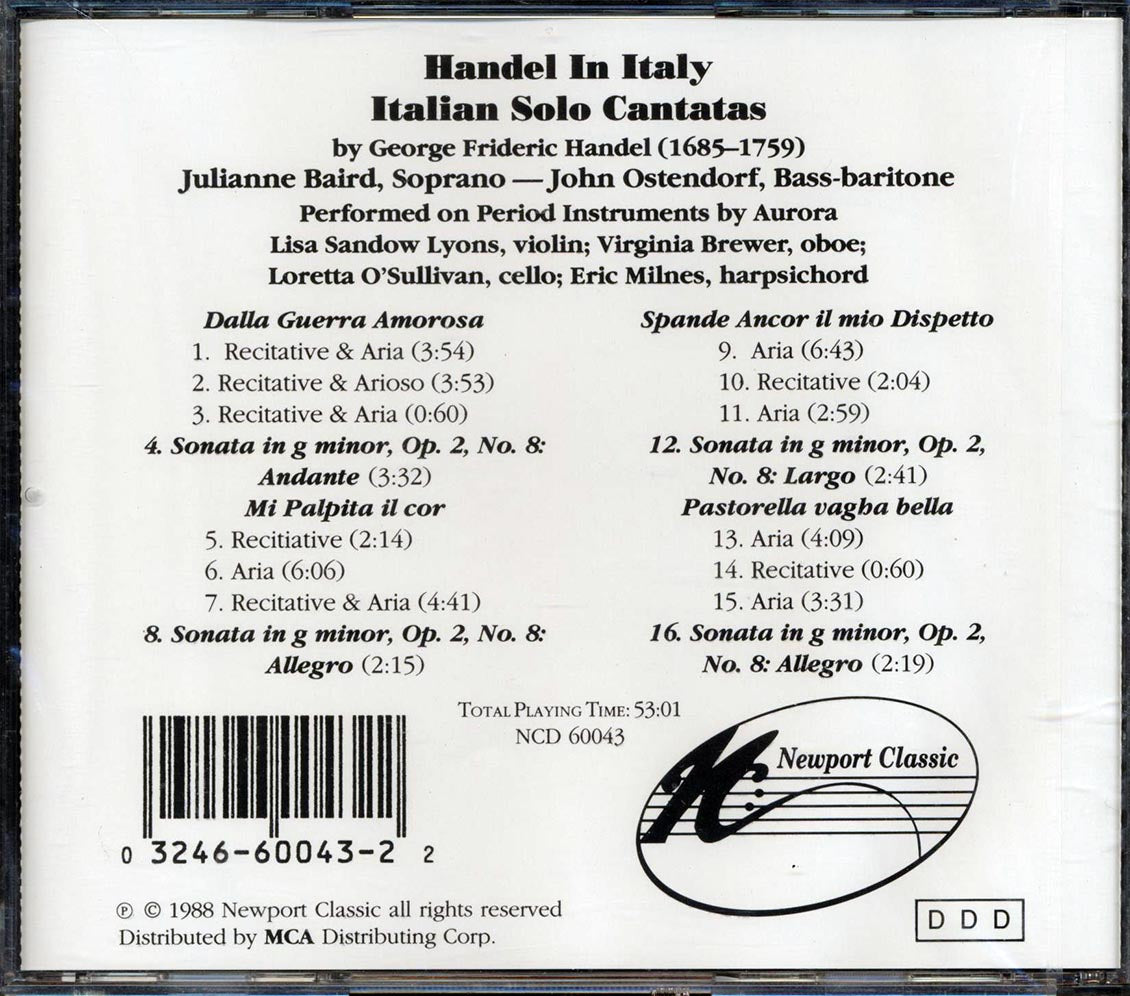 Handel In Italy
Italian Solo Cantatas
by George Frideric Handel (1685–1759)
Julianne Baird, Soprano — John Ostendorf, Bass-baritone
Performed on Period Instruments by Aurora
Lisa Sandow Lyons, violin; Virginia Brewer, oboe;
Loretta O'Sullivan, cello; Eric Milnes, harpsichord
Dalla Guerra Amorosa
1. Recitative & Aria (3:54)
2. Recitative & Arioso (3:53)
3. Recitative & Aria (0:60)
4. Sonata in g minor, Op. 2, No. 8:
Andante (3:32)
Mi Palpita il cor
5. Recitiative (2:14)
6. Aria (6:06)
7. Recitative & Aria (4:41)
8. Sonata in g minor, Op. 2, No. 8:
Allegro (2:15)
Spande Ancor il mio Dispetto
9. Aria (6:43)
10. Recitative (2:04)
11. Aria (2:59)
12. Sonata in g minor, Op. 2,
No. 8: Largo (2:41)
Pastorella vagha bella
13. Aria (4:09)
14. Recitative (0:60)
15. Aria (3:31)
16. Sonata in g minor, Op. 2,
No. 8: Allegro (2:19)
TOTAL PLAYING TIME: 53:01
NCD 60043
NC Newport Classic
0 3246-60043-2 2
℗ © 1988 Newport Classic all rights reserved
Distributed by MCA Distributing Corp.
D D D